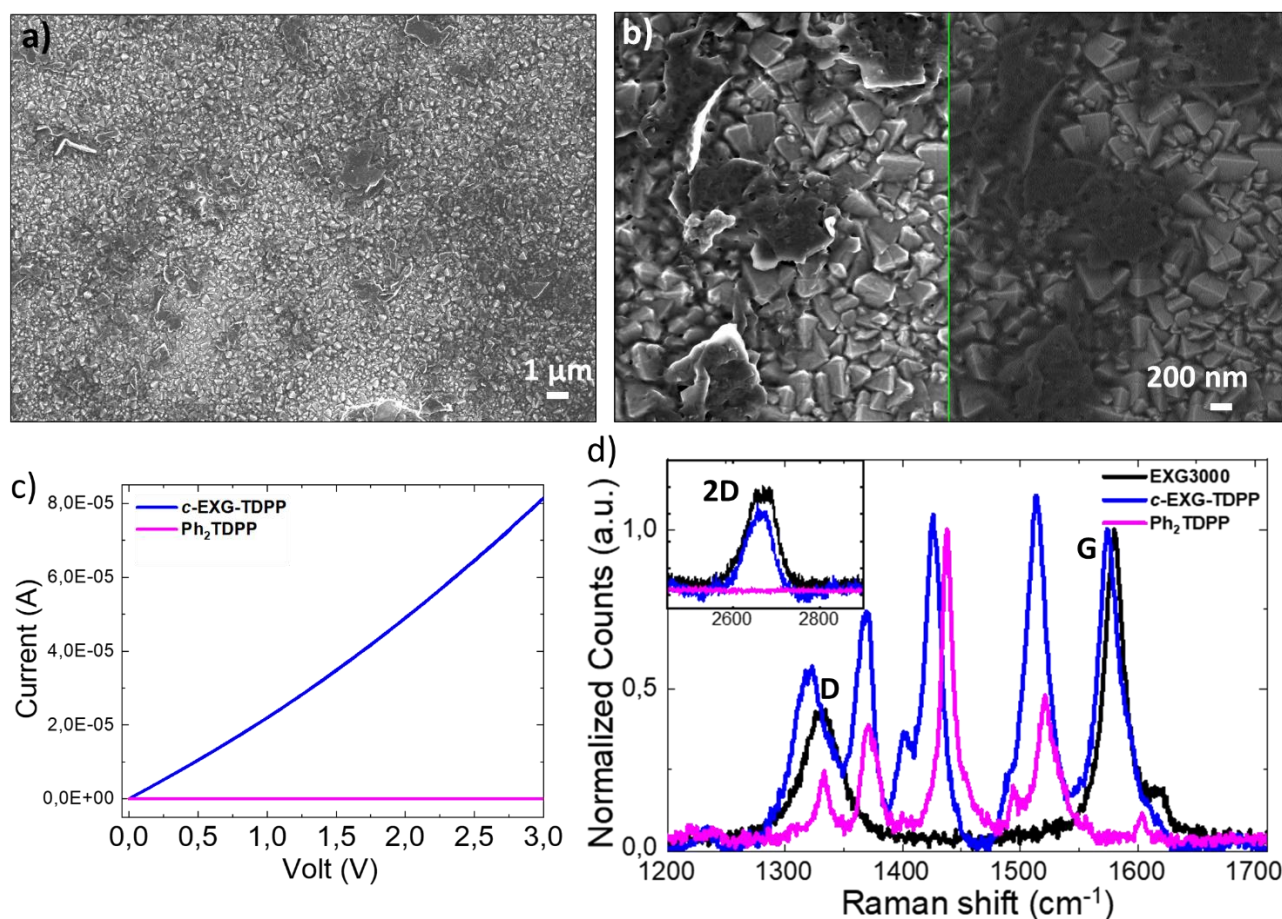 a)
1 µm
b)
200 nm
c)
8,0E-05
6,0E-05
4,0E-05
2,0E-05
0,0E+00
Current (A)
c-EXG-TDPP
Ph₂TDPP
0,0 0,5 1,0 1,5 2,0 2,5 3,0
Volt (V)
d)
2D
2600 2800
EXG3000
c-EXG-TDPP
Ph₂TDPP
D
G
1,0
0,5
0,0
Normalized Counts (a.u.)
1200 1300 1400 1500 1600 1700
Raman shift (cm⁻¹)